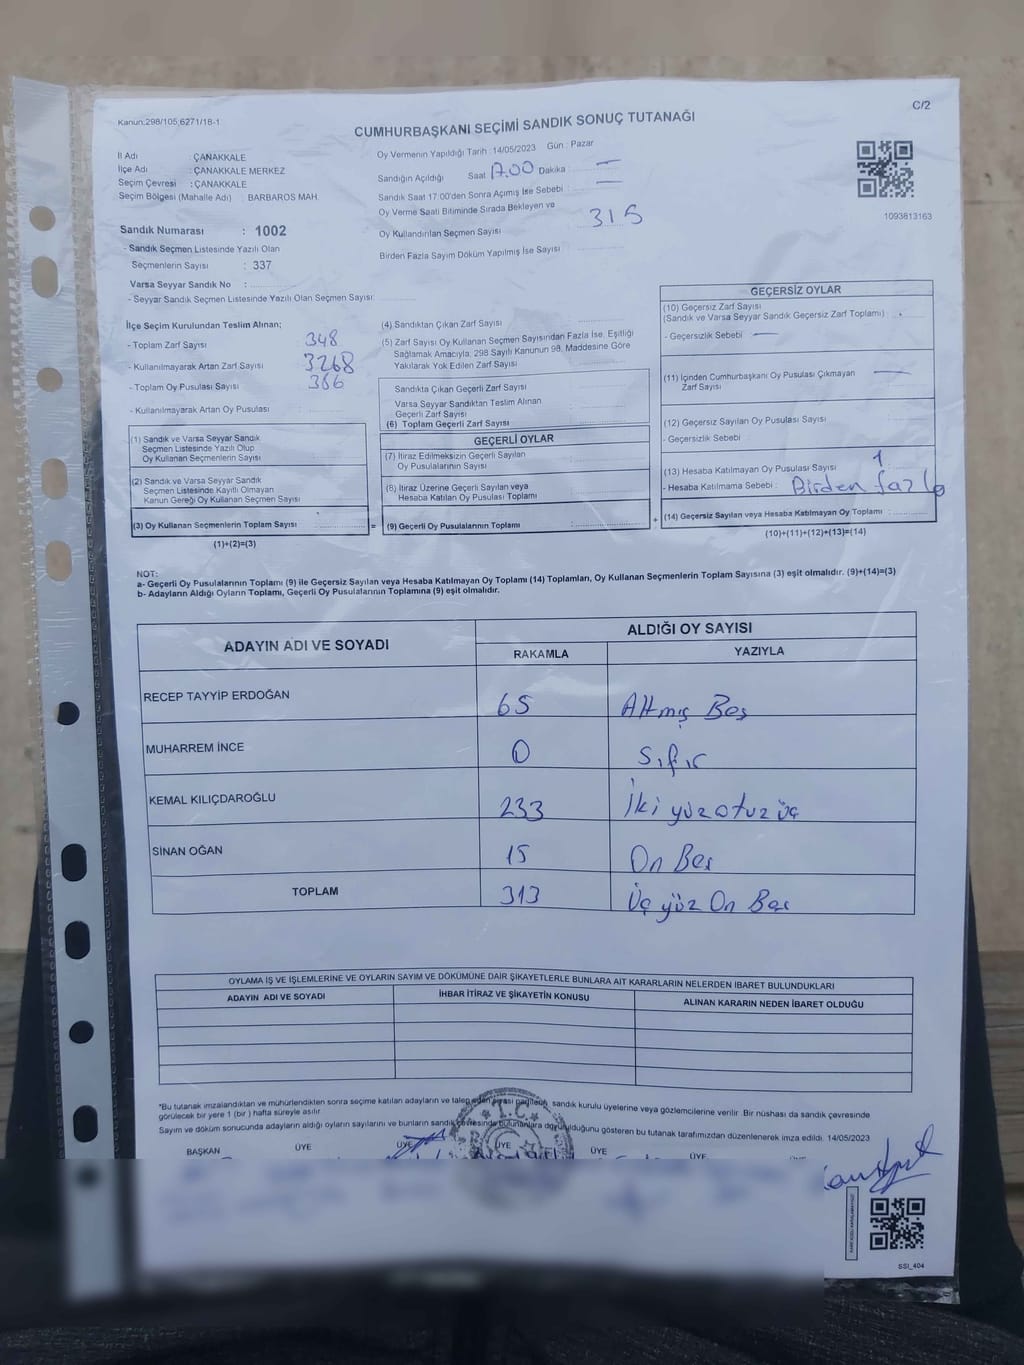 Kanun:298/105,6271/18-1
C/2
CUMHURBAŞKANI SEÇİMİ SANDIK SONUÇ TUTANAĞI
İl Adı : ÇANAKKALE
İlçe Adı : ÇANAKKALE MERKEZ
Seçim Çevresi : ÇANAKKALE
Seçim Bölgesi (Mahalle Adı) : BARBAROS MAH.
Sandık Numarası : 1002
- Sandık Seçmen Listesinde Yazılı Olan
Seçmenlerin Sayısı : 337
Varsa Seyyar Sandık No :
- Seyyar Sandık Seçmen Listesinde Yazılı Olan Seçmen Sayısı:
Oy Vermenin Yapıldığı Tarih : 14/05/2023 Gün : Pazar
Sandığın Açıldığı Saat 17.00 Dakika : —
Sandık Saat 17:00'den Sonra Açımış İse Sebebi : —
Oy Verme Saati Bitiminde Sırada Bekleyen ve
Oy Kullandırılan Seçmen Sayısı 315
Birden Fazla Sayım Döküm Yapılmış İse Sayısı
1093813163
İlçe Seçim Kurulundan Teslim Alınan;
- Toplam Zarf Sayısı 348
- Kullanılmayarak Artan Zarf Sayısı 3268
- Toplam Oy Pusulası Sayısı 366
- Kullanılmayarak Artan Oy Pusulası
(1) Sandık ve Varsa Seyyar Sandık
Seçmen Listesinde Yazılı Olup
Oy Kullanan Seçmenlerin Sayısı
(2) Sandık ve Varsa Seyyar Sandık
Seçmen Listesinde Kayıtlı Olmayan
Kanun Gereği Oy Kullanan Seçmen Sayısı
(3) Oy Kullanan Seçmenlerin Toplam Sayısı :
(1)+(2)=(3)
(4) Sandıktan Çıkan Zarf Sayısı
(5) Zarf Sayısı Oy Kullanan Seçmen Sayısından Fazla İse, Eşitliği
Sağlamak Amacıyla; 298 Sayılı Kanunun 98. Maddesine Göre
Yakılarak Yok Edilen Zarf Sayısı
Sandıkta Çıkan Geçerli Zarf Sayısı
Varsa Seyyar Sandıktan Teslim Alınan
Geçerli Zarf Sayısı
(6) Toplam Geçerli Zarf Sayısı
=
GEÇERLİ OYLAR
(7) İtiraz Edilmeksizin Geçerli Sayılan
Oy Pusulalarının Sayısı
(8) İtiraz Üzerine Geçerli Sayılan veya
Hesaba Katılan Oy Pusulası Toplamı
(9) Geçerli Oy Pusulalarının Toplamı :
+
GEÇERSİZ OYLAR
(10) Geçersiz Zarf Sayısı
(Sandık ve Varsa Seyyar Sandık Geçersiz Zarf Toplamı) :
- Geçersizlik Sebebi : —
(11) İçinden Cumhurbaşkanı Oy Pusulası Çıkmayan —
Zarf Sayısı
(12) Geçersiz Sayılan Oy Pusulası Sayısı :
- Geçersizlik Sebebi :
(13) Hesaba Katılmayan Oy Pusulası Sayısı 1
- Hesaba Katılmama Sebebi : Birden fazla
(14) Geçersiz Sayılan veya Hesaba Katılmayan Oy Toplamı :
(10)+(11)+(12)+(13)=(14)
NOT:
a- Geçerli Oy Pusulalarının Toplamı (9) ile Geçersiz Sayılan veya Hesaba Katılmayan Oy Toplamı (14) Toplamları, Oy Kullanan Seçmenlerin Toplam Sayısına (3) eşit olmalıdır. (9)+(14)=(3)
b- Adayların Aldığı Oyların Toplamı, Geçerli Oy Pusulalarının Toplamına (9) eşit olmalıdır.
ADAYIN ADI VE SOYADI
ALDIĞI OY SAYISI
RAKAMLA YAZIYLA
RECEP TAYYİP ERDOĞAN 65 Altmış Beş
MUHARREM İNCE 0 Sıfır
KEMAL KILIÇDAROĞLU 233 İki yüz otuz üç
SİNAN OĞAN 15 On Beş
TOPLAM 313 Üç yüz On Beş
OYLAMA İŞ VE İŞLEMLERİNE VE OYLARIN SAYIM VE DÖKÜMÜNE DAİR ŞİKAYETLERLE BUNLARA AİT KARARLARIN NELERDEN İBARET BULUNDUKLARI
ADAYIN ADI VE SOYADI İHBAR İTİRAZ VE ŞİKAYETİN KONUSU ALINAN KARARIN NEDEN İBARET OLDUĞU
*Bu tutanak imzalandıktan ve mühürlendikten sonra seçime katılan adayların ve talep eden siyasi partilerin, sandık kurulu üyelerine veya gözlemcilerine verilir. Bir nüshası da sandık çevresinde
görülecek bir yere 1 (bir ) hafta süreyle asılır.
Sayım ve döküm sonucunda adayların aldığı oyların sayılarını ve bunların sandık çevresinde bulunanlara duyurulduğunu gösteren bu tutanak tarafımızdan düzenlenerek imza edildi. 14/05/2023
BAŞKAN ÜYE ÜYE ÜYE ÜYE ÜYE
T.C.
SSİ_404